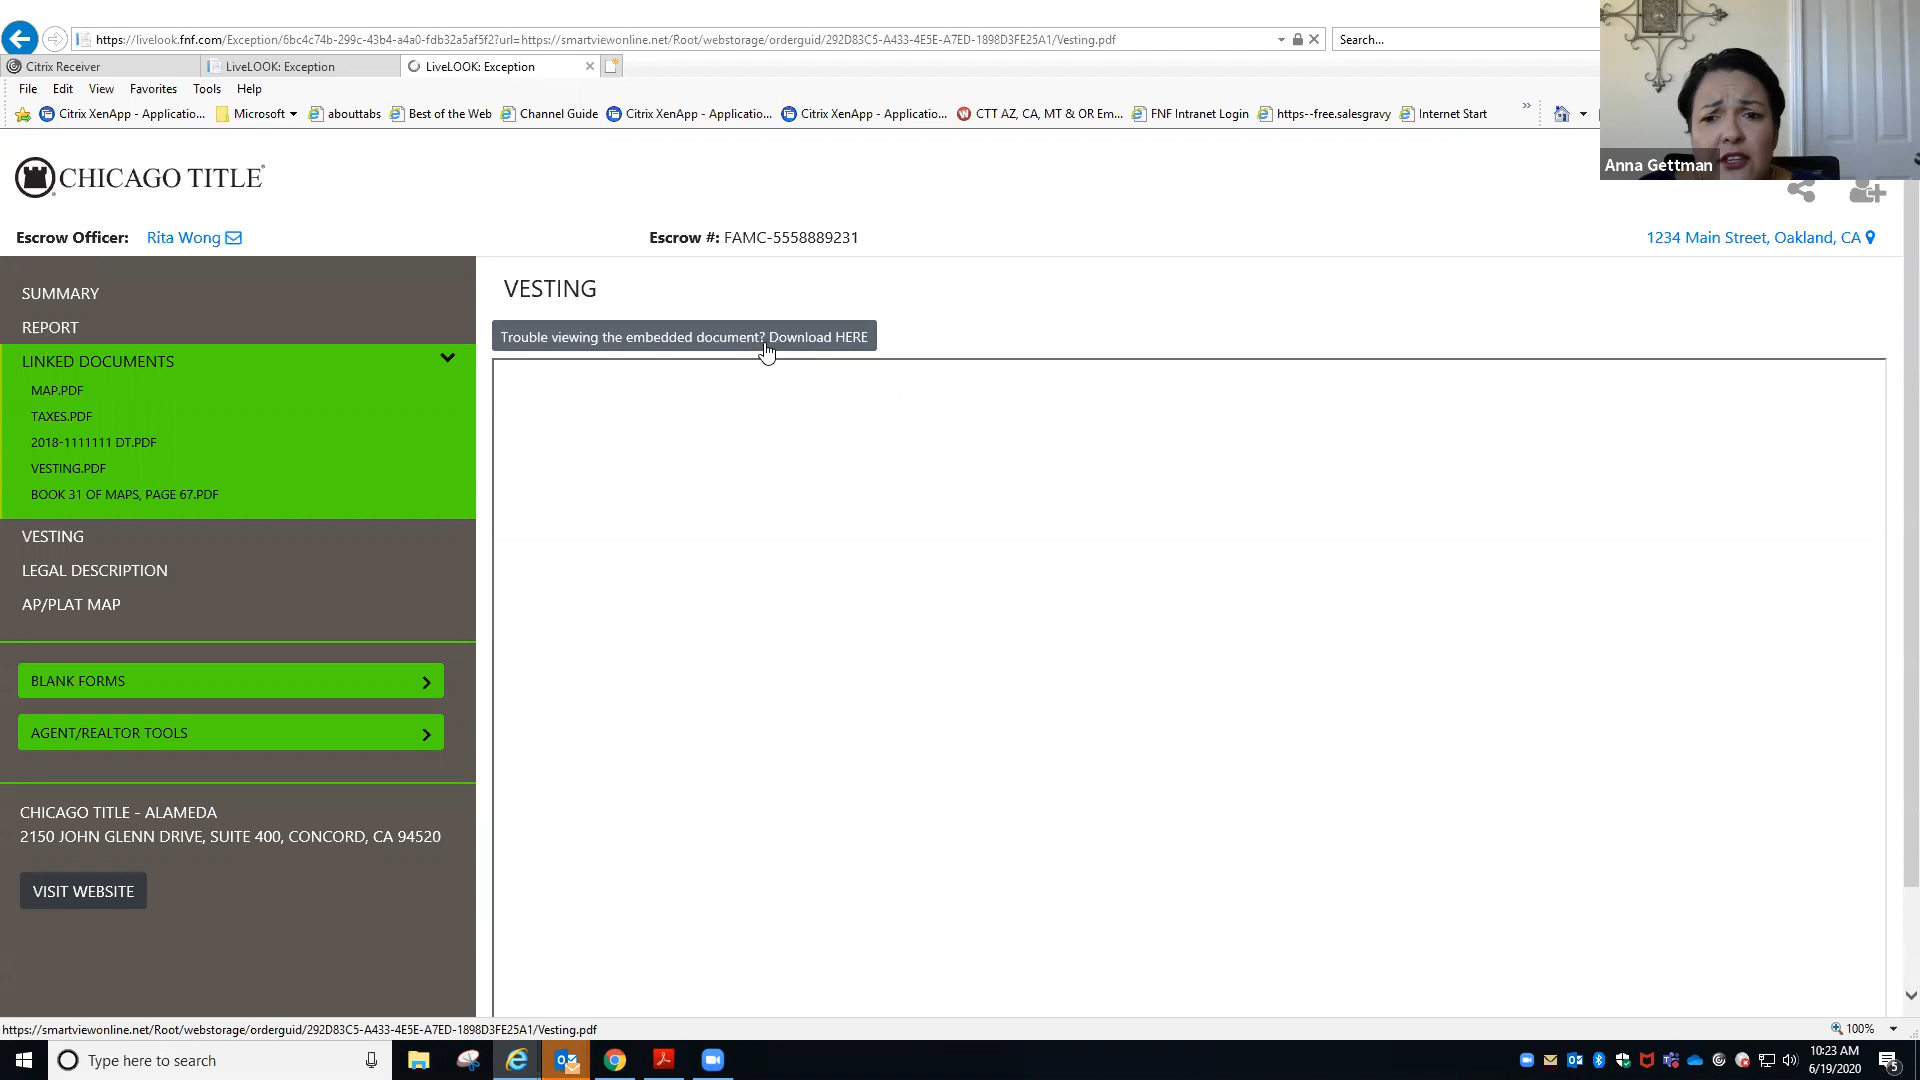 https://livelook.fnf.com/Exception/6bc4c74b-299c-43b4-a4a0-fdb32a5af5f2?url=https://smartviewonline.net/Root/webstorage/orderguid/292D83C5-A433-4E5E-A7ED-1898D3FE25A1/Vesting.pdf
Search...
Citrix Receiver
LiveLOOK: Exception
LiveLOOK: Exception
File Edit View Favorites Tools Help
Citrix XenApp - Applicatio... Microsoft abouttabs Best of the Web Channel Guide Citrix XenApp - Applicatio... Citrix XenApp - Applicatio... CTT AZ, CA, MT & OR Em... FNF Intranet Login https--free.salesgravy Internet Start
Anna Gettman
CHICAGO TITLE
Escrow Officer: Rita Wong
Escrow #: FAMC-5558889231
1234 Main Street, Oakland, CA
SUMMARY
REPORT
LINKED DOCUMENTS
MAP.PDF
TAXES.PDF
2018-1111111 DT.PDF
VESTING.PDF
BOOK 31 OF MAPS, PAGE 67.PDF
VESTING
LEGAL DESCRIPTION
AP/PLAT MAP
BLANK FORMS
AGENT/REALTOR TOOLS
CHICAGO TITLE - ALAMEDA
2150 JOHN GLENN DRIVE, SUITE 400, CONCORD, CA 94520
VISIT WEBSITE
VESTING
Trouble viewing the embedded document? Download HERE
https://smartviewonline.net/Root/webstorage/orderguid/292D83C5-A433-4E5E-A7ED-1898D3FE25A1/Vesting.pdf
100%
Type here to search
10:23 AM
6/19/2020
5